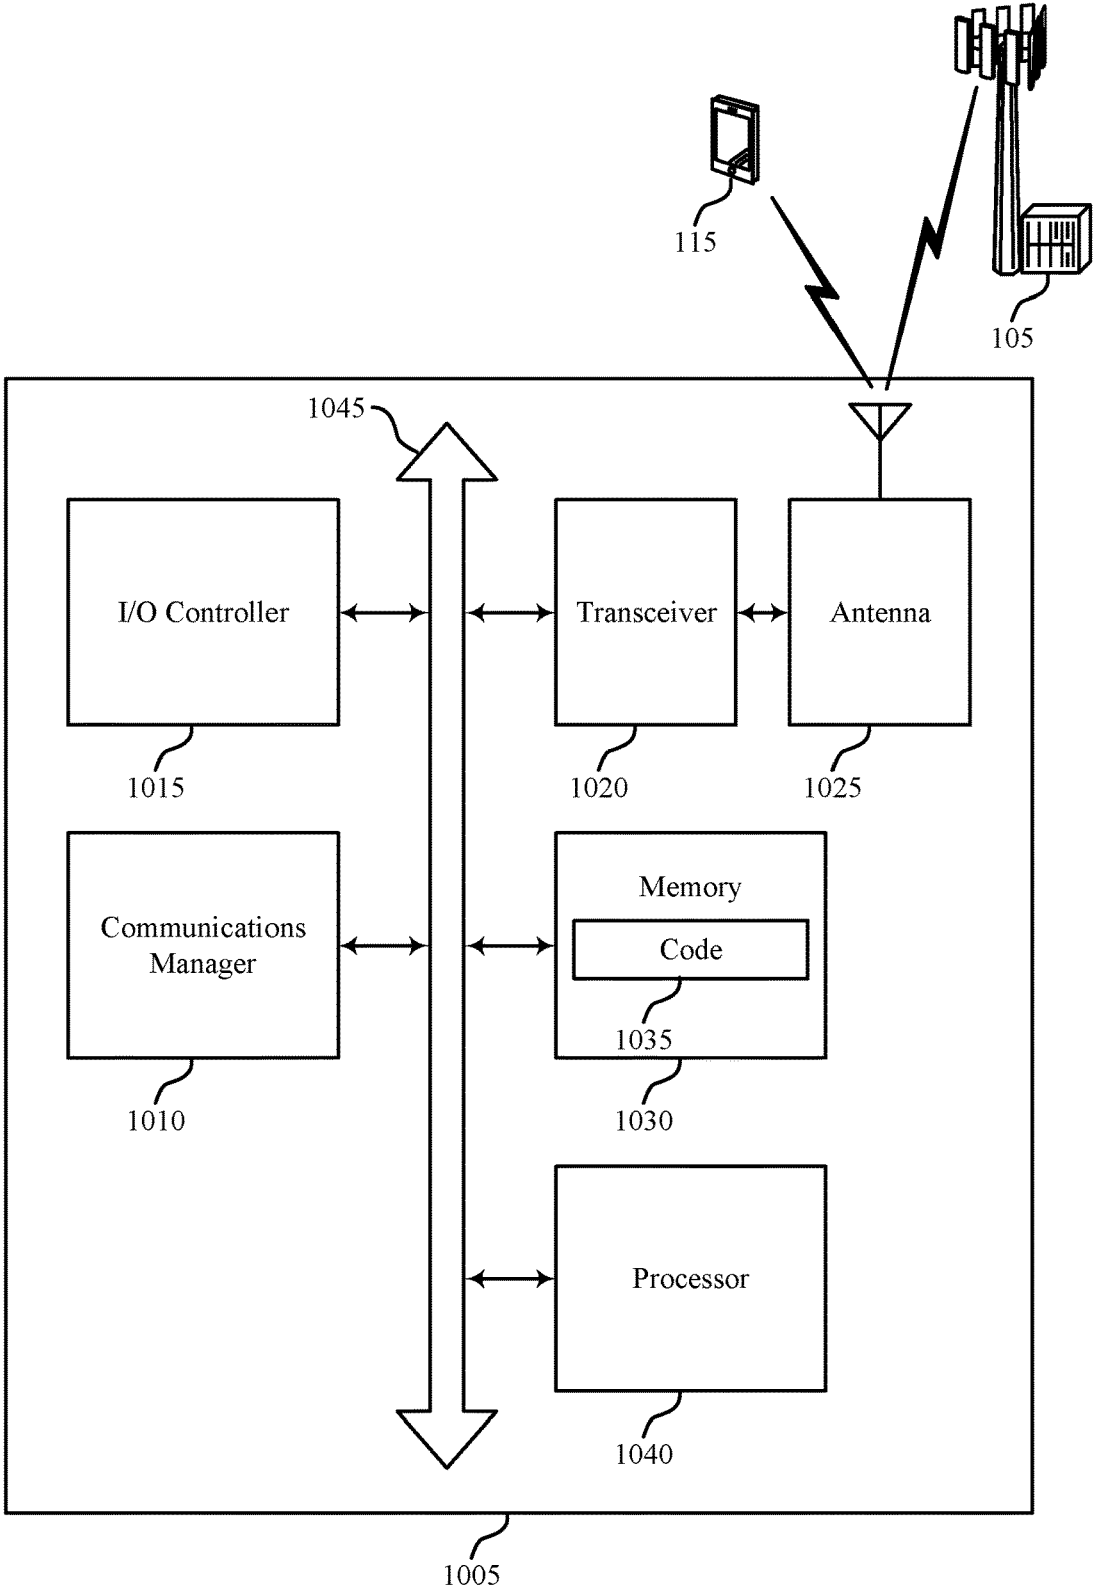 115
105
1045
I/O Controller
Transceiver
Antenna
1015
1020
1025
Communications
Manager
Memory
Code
1035
1010
1030
Processor
1040
1005